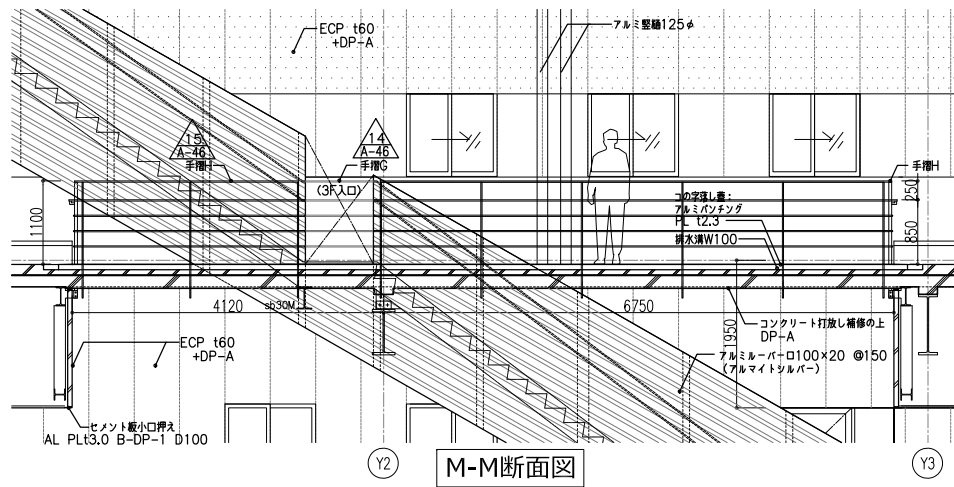 ECP t60
+DP-A
アルミ竪樋125φ
15
A-46
手摺H
14
A-46
手摺G
(3F入口)
手摺H
コの字落し蓋：
アルミパンチング
PL t2.3
排水溝W100
1100
250
850
4120
sb30M
6750
1950
コンクリート打放し補修の上
DP-A
ECP t60
+DP-A
アルミルーバー口100×20 @150
(アルマイトシルバー)
セメント板小口押え
AL PLt3.0 B-DP-1 D100
Y2
M-M断面図
Y3